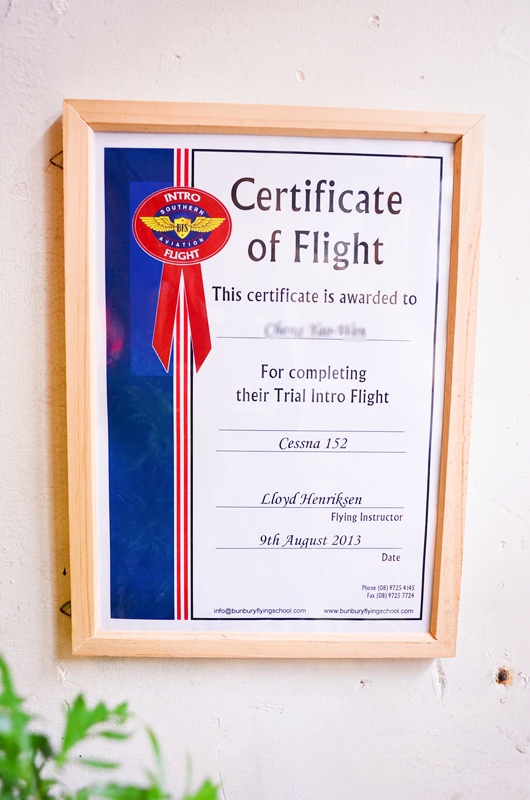 INTRO
SOUTHERN
BFS
AVIATION
FLIGHT
Certificate
of Flight
This certificate is awarded to
For completing
their Trial Intro Flight
Cessna 152
Lloyd Henriksen
Flying Instructor
9th August 2013
Date
Phone (08) 9725 4145
Fax (08) 9725 7724
info@bunburyflyingschool.com www.bunburyflyingschool.com